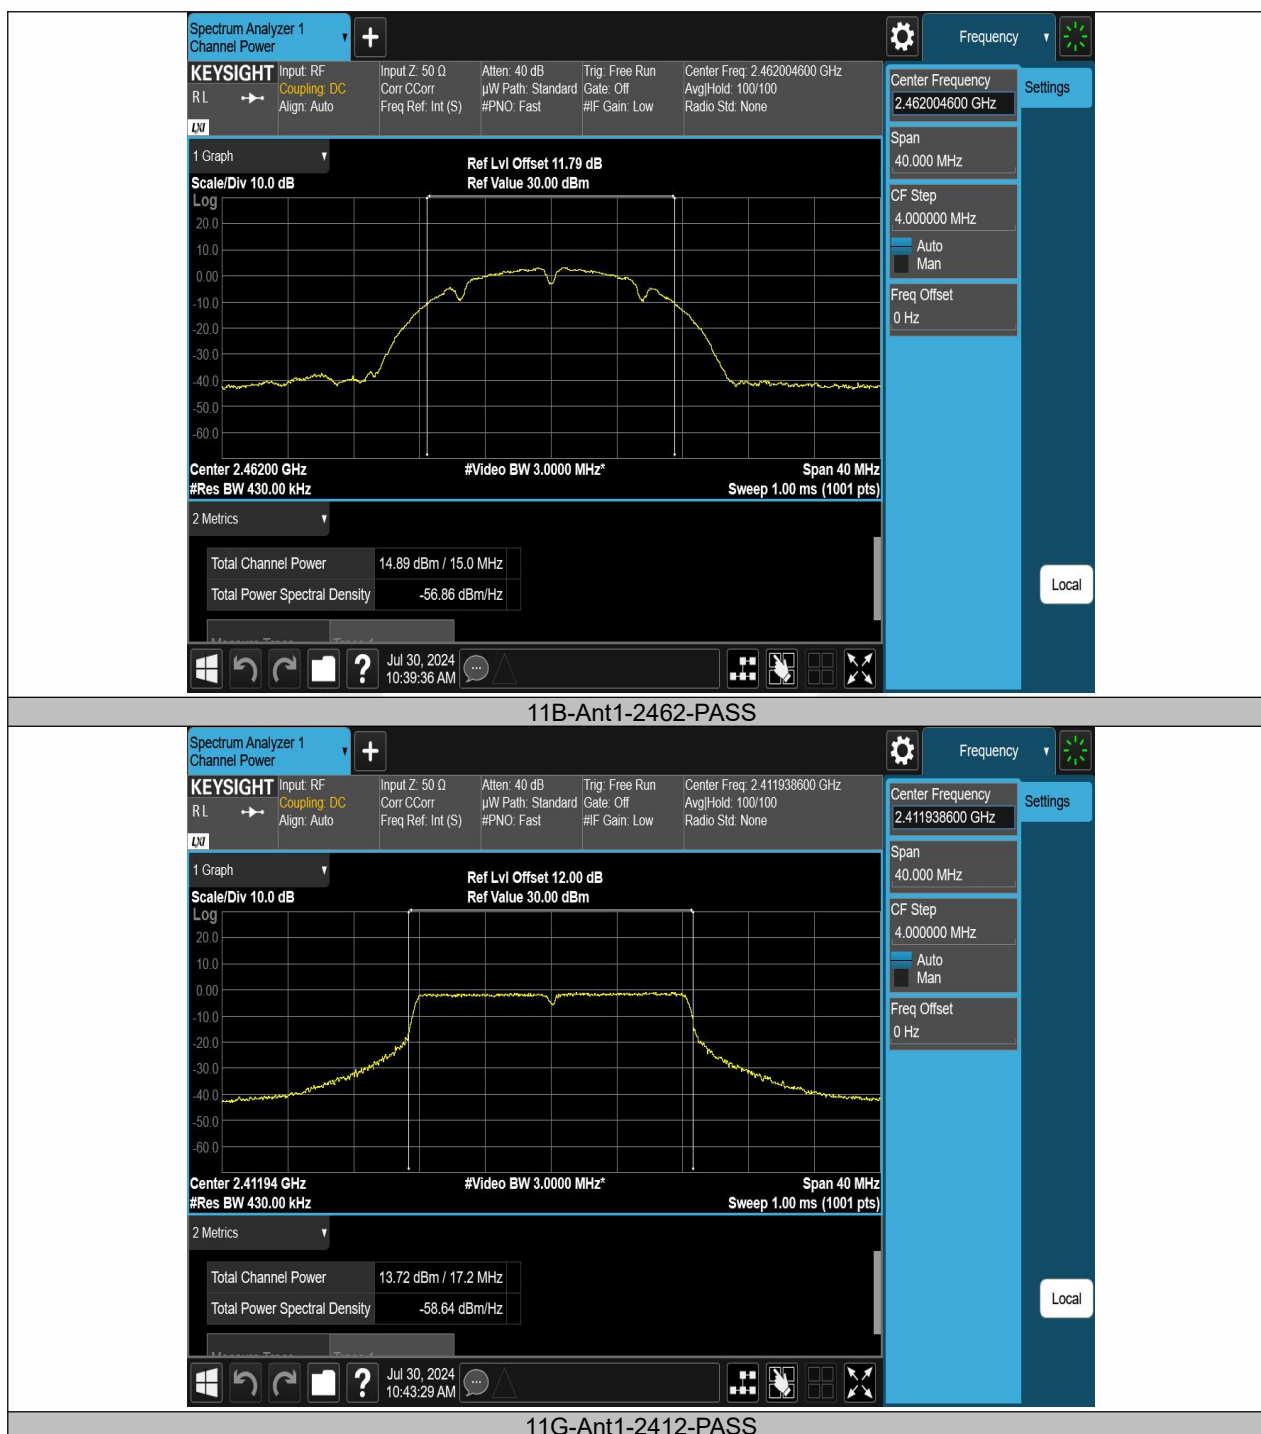 Spectrum Analyzer 1
Channel Power
Frequency
KEYSIGHT
Input: RF
Coupling: DC
Align: Auto
Input Z: 50 Ω
Corr CCorr
Freq Ref: Int (S)
Atten: 40 dB
µW Path: Standard
#PNO: Fast
Trig: Free Run
Gate: Off
#IF Gain: Low
Center Freq: 2.462004600 GHz
Avg|Hold: 100/100
Radio Std: None
R L
LXI
Center Frequency
2.462004600 GHz
Settings
Span
40.000 MHz
CF Step
4.000000 MHz
Auto
Man
Freq Offset
0 Hz
1 Graph
Scale/Div 10.0 dB
Ref Lvl Offset 11.79 dB
Ref Value 30.00 dBm
Log
20.0
10.0
0.00
-10.0
-20.0
-30.0
-40.0
-50.0
-60.0
Center 2.46200 GHz
#Video BW 3.0000 MHz*
Span 40 MHz
#Res BW 430.00 kHz
Sweep 1.00 ms (1001 pts)
2 Metrics
Total Channel Power 14.89 dBm / 15.0 MHz
Total Power Spectral Density -56.86 dBm/Hz
Local
?
Jul 30, 2024
10:39:36 AM
11B-Ant1-2462-PASS
Spectrum Analyzer 1
Channel Power
Frequency
KEYSIGHT
Input: RF
Coupling: DC
Align: Auto
Input Z: 50 Ω
Corr CCorr
Freq Ref: Int (S)
Atten: 40 dB
µW Path: Standard
#PNO: Fast
Trig: Free Run
Gate: Off
#IF Gain: Low
Center Freq: 2.411938600 GHz
Avg|Hold: 100/100
Radio Std: None
R L
LXI
Center Frequency
2.411938600 GHz
Settings
Span
40.000 MHz
CF Step
4.000000 MHz
Auto
Man
Freq Offset
0 Hz
1 Graph
Scale/Div 10.0 dB
Ref Lvl Offset 12.00 dB
Ref Value 30.00 dBm
Log
20.0
10.0
0.00
-10.0
-20.0
-30.0
-40.0
-50.0
-60.0
Center 2.41194 GHz
#Video BW 3.0000 MHz*
Span 40 MHz
#Res BW 430.00 kHz
Sweep 1.00 ms (1001 pts)
2 Metrics
Total Channel Power 13.72 dBm / 17.2 MHz
Total Power Spectral Density -58.64 dBm/Hz
Local
?
Jul 30, 2024
10:43:29 AM
11G-Ant1-2412-PASS